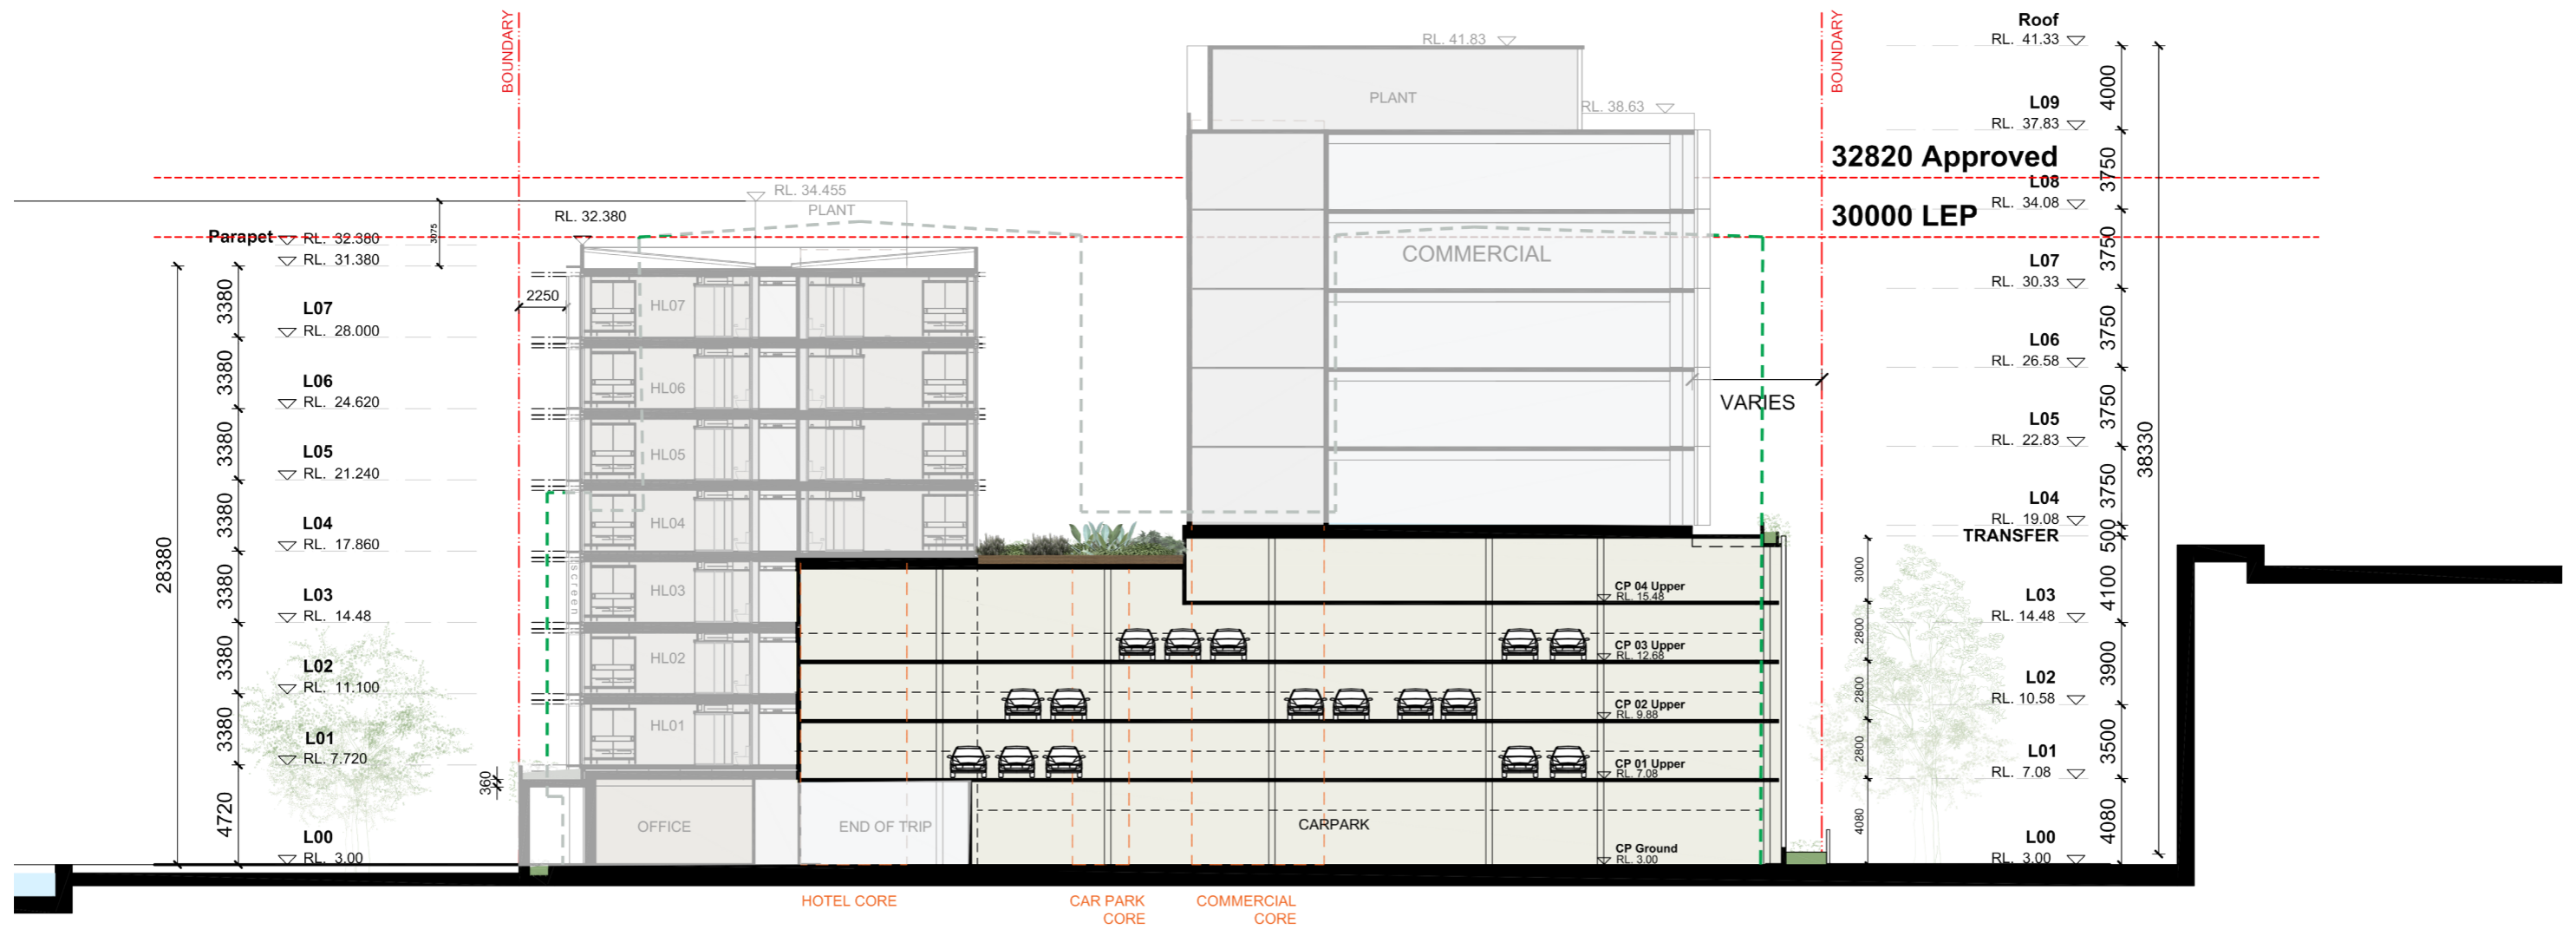 BOUNDARY
RL. 41.83
PLANT
RL. 38.63
BOUNDARY
Roof
RL. 41.33
4000
L09
RL. 37.83
32820 Approved
3750
L08
RL. 34.08
30000 LEP
3750
L07
RL. 30.33
3750
L06
RL. 26.58
3750
L05
RL. 22.83
3750
L04
RL. 19.08
TRANSFER
500
4100
L03
RL. 14.48
3900
L02
RL. 10.58
3500
L01
RL. 7.08
4080
L00
RL. 3.00
38330
RL. 34.455
PLANT
RL. 32.380
3075
Parapet
RL. 32.380
RL. 31.380
3380
L07
RL. 28.000
3380
L06
RL. 24.620
3380
L05
RL. 21.240
3380
L04
RL. 17.860
3380
L03
RL. 14.48
3380
L02
RL. 11.100
3380
L01
RL. 7.720
4720
L00
RL. 3.00
28380
360
2250
HL07
HL06
HL05
HL04
HL03
HL02
HL01
screen
OFFICE
END OF TRIP
COMMERCIAL
VARIES
CP 04 Upper
RL. 15.48
CP 03 Upper
RL. 12.68
CP 02 Upper
RL. 9.88
CP 01 Upper
RL. 7.08
CARPARK
CP Ground
RL. 3.00
3000
2800
2800
2800
4080
HOTEL CORE
CAR PARK
CORE
COMMERCIAL
CORE